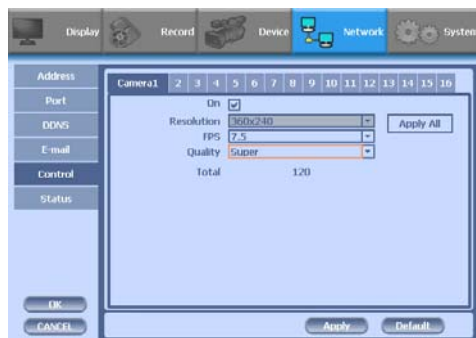 Display Record Device Network System
Address
Port
DDNS
E-mail
Control
Status
OK
CANCEL
Camera1 2 3 4 5 6 7 8 9 10 11 12 13 14 15 16
On
Resolution 360x240 Apply All
FPS 7.5
Quality Super
Total 120
Apply Default